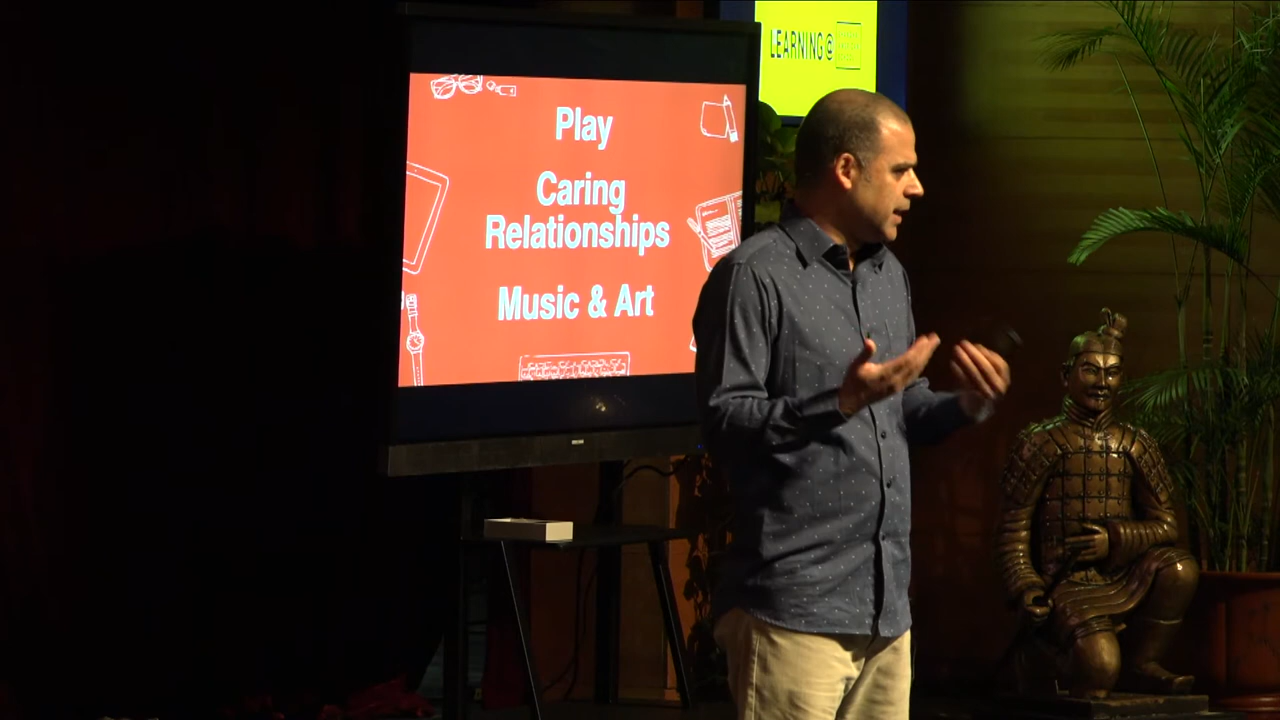 LEARNING@
Play
Caring
Relationships
Music & Art